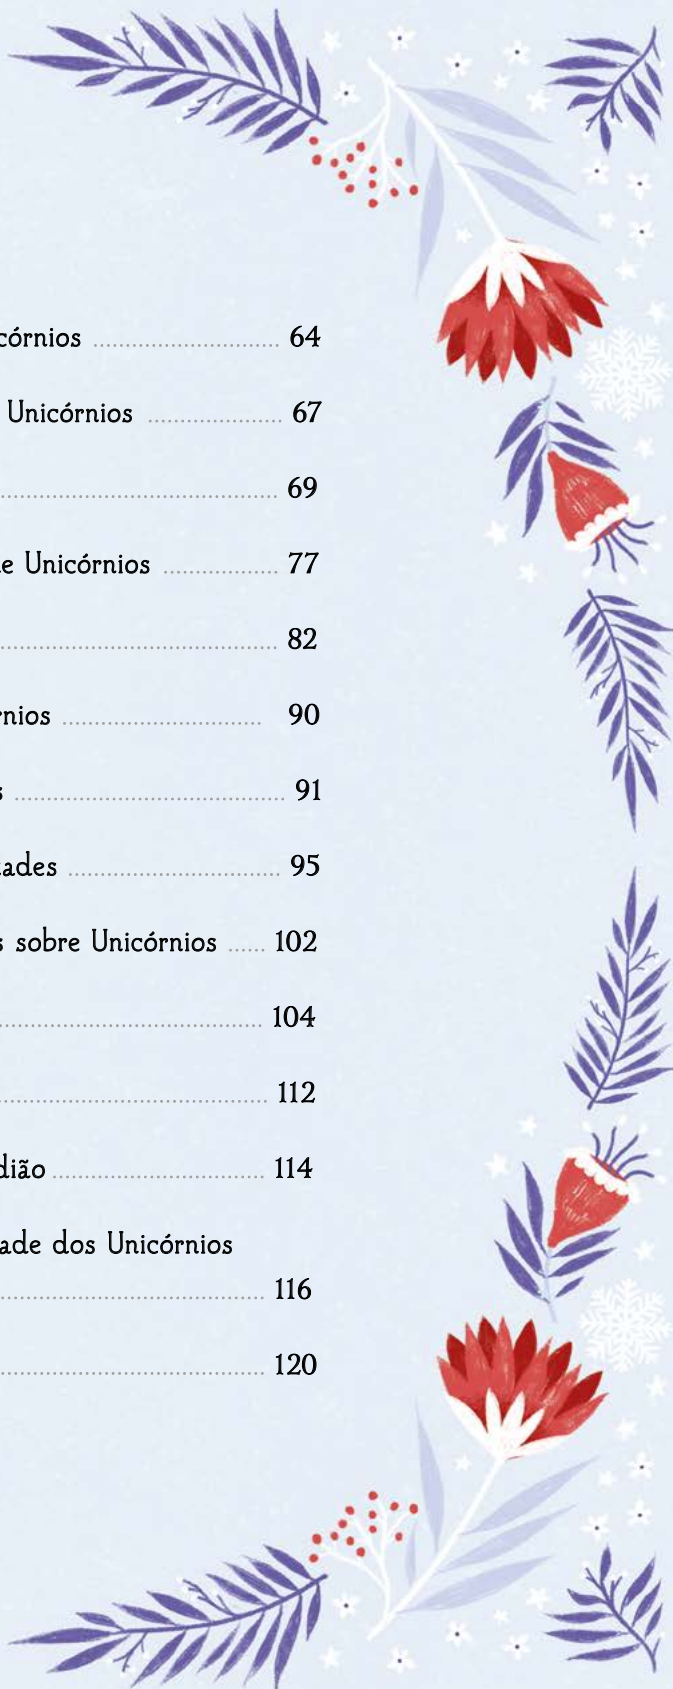 córnios ........ 64
Unicórnios ........ 67
........ 69
e Unicórnios ........ 77
........ 82
rnios ........ 90
s ........ 91
ades ........ 95
s sobre Unicórnios ...... 102
........ 104
........ 112
dião ........ 114
ade dos Unicórnios
........ 116
........ 120